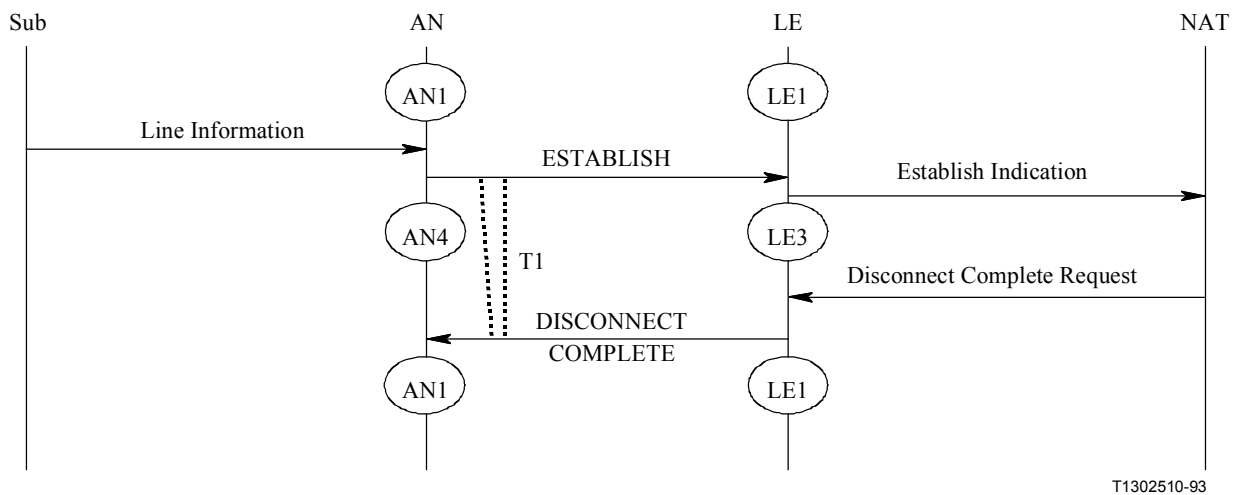 Sub
AN
LE
NAT
AN1
LE1
Line Information
ESTABLISH
Establish Indication
AN4
LE3
T1
Disconnect Complete Request
DISCONNECT
COMPLETE
AN1
LE1
T1302510-93